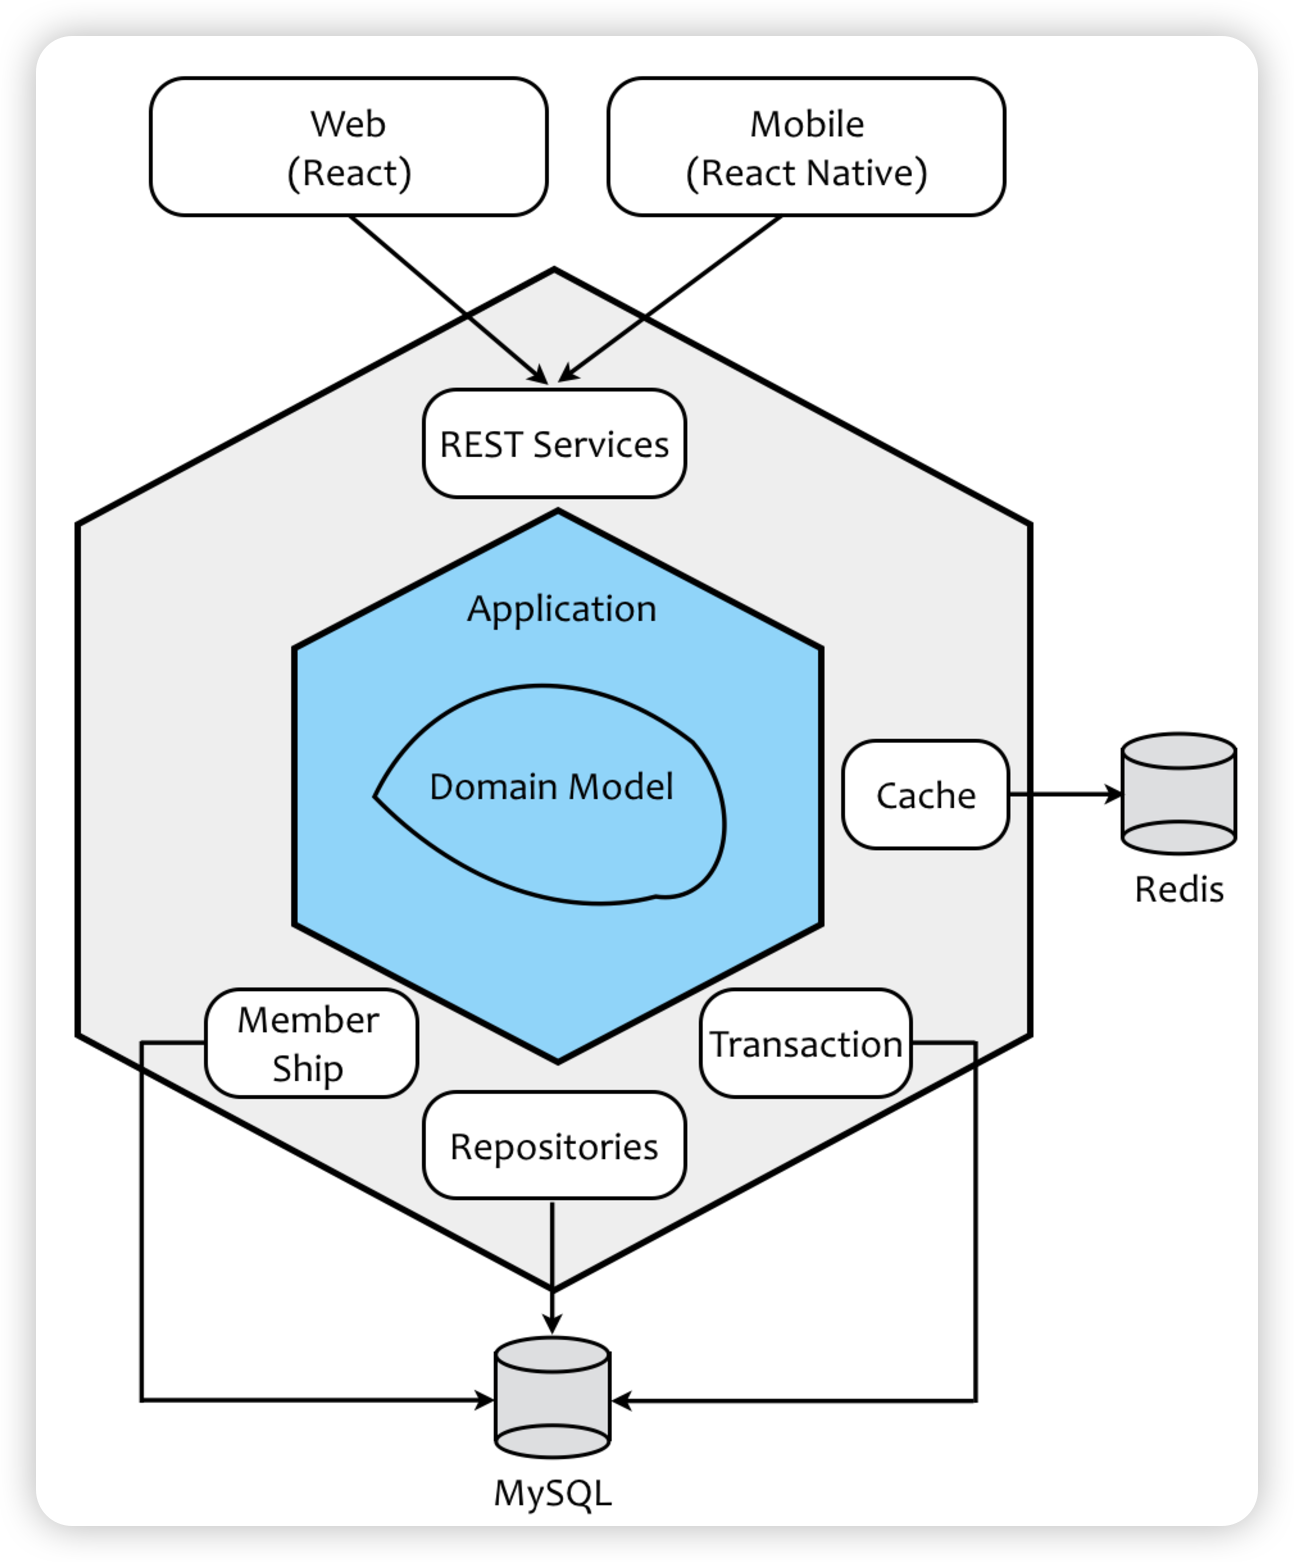 Web
(React)
Mobile
(React Native)
REST Services
Application
Domain Model
Cache
Redis
Member
Ship
Transaction
Repositories
MySQL